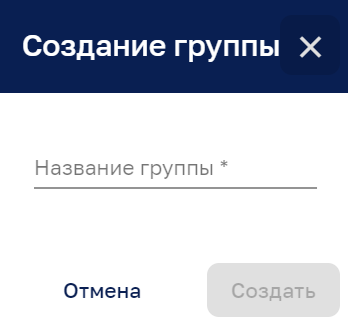 Создание группы
Название группы *
Отмена
Создать